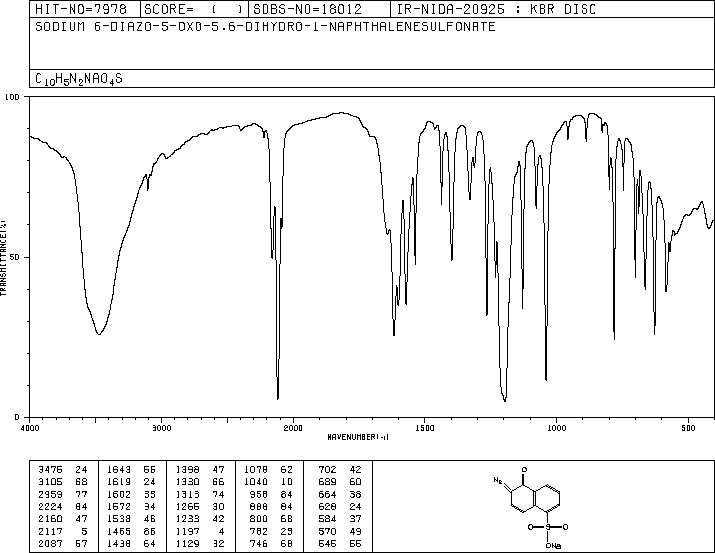 HIT-NO=7978 SCORE= ( ) SDBS-NO=18012 IR-NIDA-20925 : KBR DISC
SODIUM 6-DIAZO-5-OXO-5,6-DIHYDRO-1-NAPHTHALENESULFONATE
C10H5N2NAO4S
100
TRANSMITTANCE(%)
50
0
4000 3000 2000 1500 1000 500
WAVENUMBER(-1)
3475 24 1643 55 1398 47 1078 62 702 42
3105 68 1619 24 1330 66 1040 10 689 60
2959 77 1602 33 1313 74 958 84 664 38
2224 84 1572 34 1265 30 888 84 628 24
2160 47 1538 46 1233 42 800 68 584 37
2117 5 1465 86 1197 4 782 23 570 49
2087 57 1438 64 1129 32 746 68 545 55
N2 O
O S O
ONa